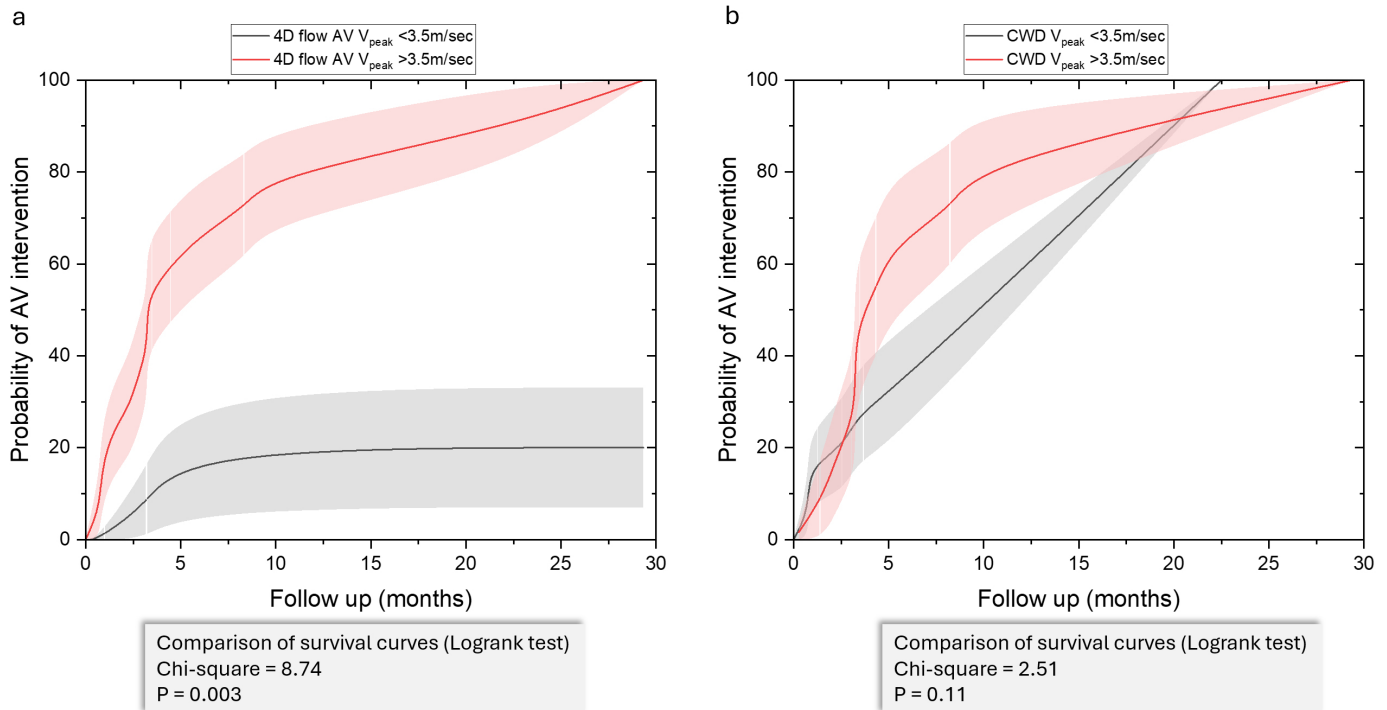 a
4D flow AV Vpeak <3.5m/sec
4D flow AV Vpeak >3.5m/sec
100
80
60
40
20
0
0 5 10 15 20 25 30
Probability of AV intervention
Follow up (months)
Comparison of survival curves (Logrank test)
Chi-square = 8.74
P = 0.003
b
CWD Vpeak <3.5m/sec
CWD Vpeak >3.5m/sec
100
80
60
40
20
0
0 5 10 15 20 25 30
Probability of AV intervention
Follow up (months)
Comparison of survival curves (Logrank test)
Chi-square = 2.51
P = 0.11